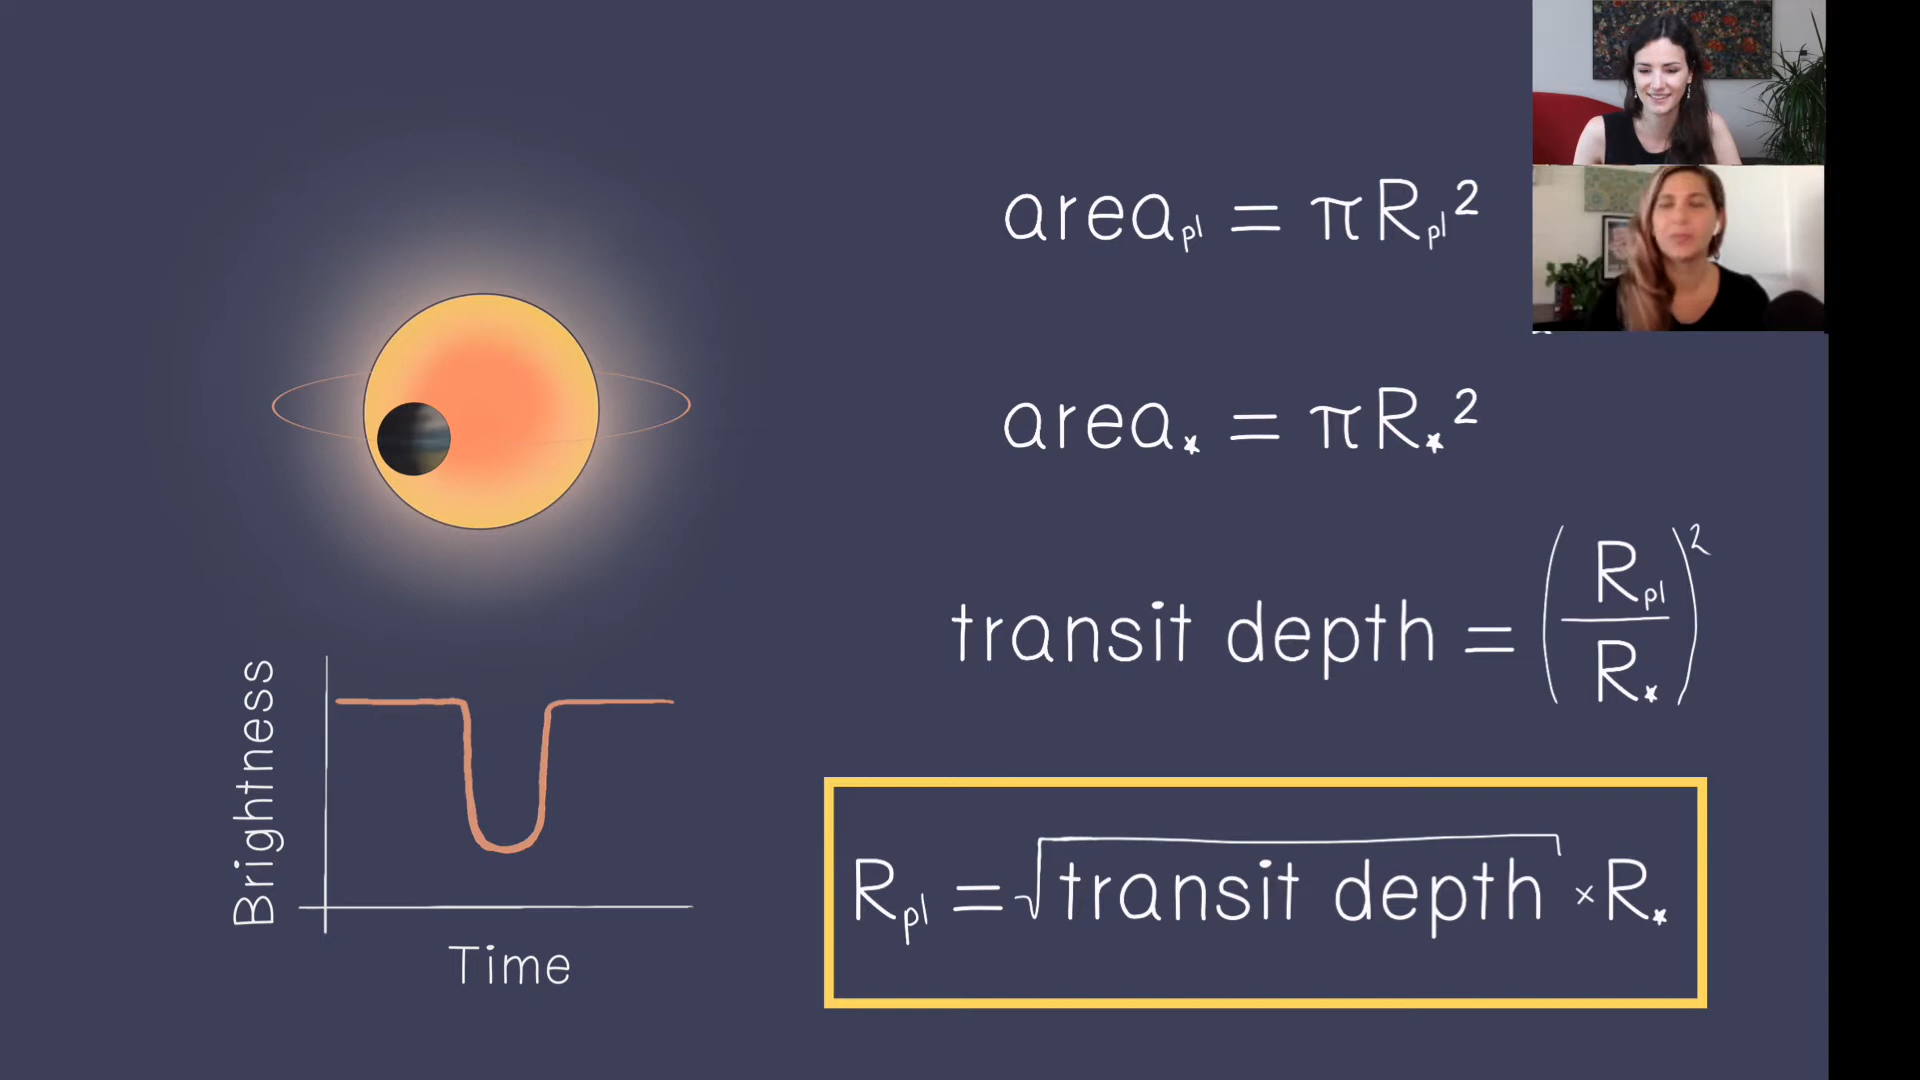 area_pl = πR_pl²
area_★ = πR_★²
transit depth = (R_pl / R_★)²
R_pl = √transit depth × R_★
Brightness
Time